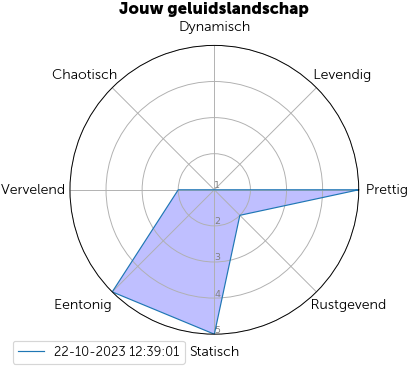 Jouw geluidslandschap
Dynamisch
Chaotisch
Levendig
Vervelend
1
Prettig
2
3
4
5
Eentonig
Rustgevend
22-10-2023 12:39:01
Statisch